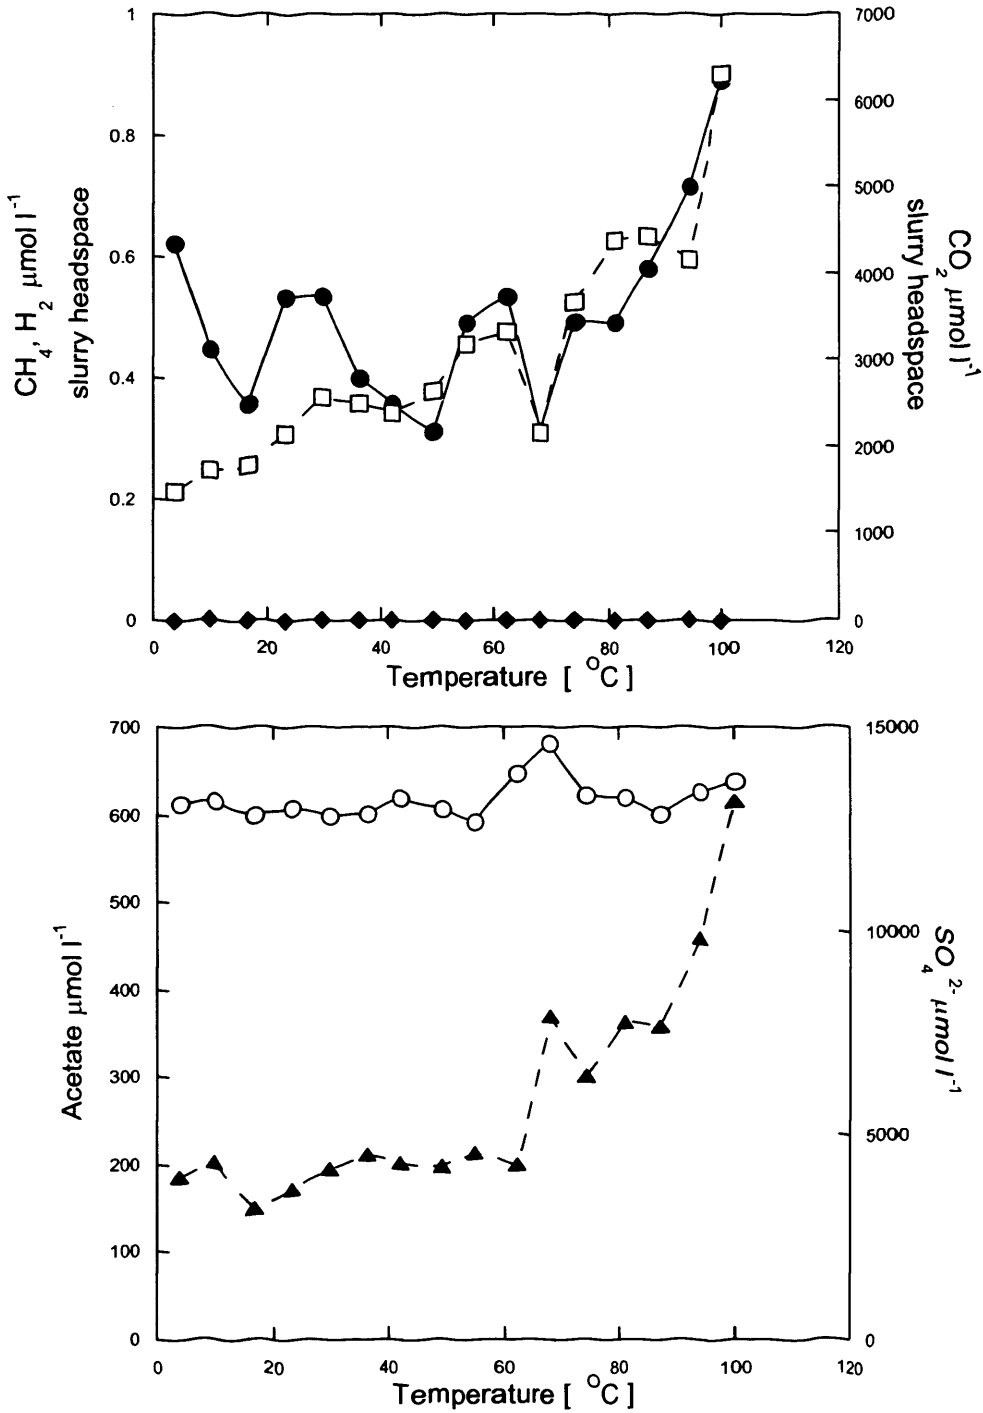 1
0.8
0.6
0.4
0.2
0
CH4, H2 µmol l-1
slurry headspace
7000
6000
5000
4000
3000
2000
1000
0
CO2 µmol l-1
slurry headspace
0 20 40 60 80 100 120
Temperature [ °C ]
700
600
500
400
300
200
100
0
Acetate µmol l-1
15000
10000
5000
0
SO4 2- µmol l-1
0 20 40 60 80 100 120
Temperature [ °C ]